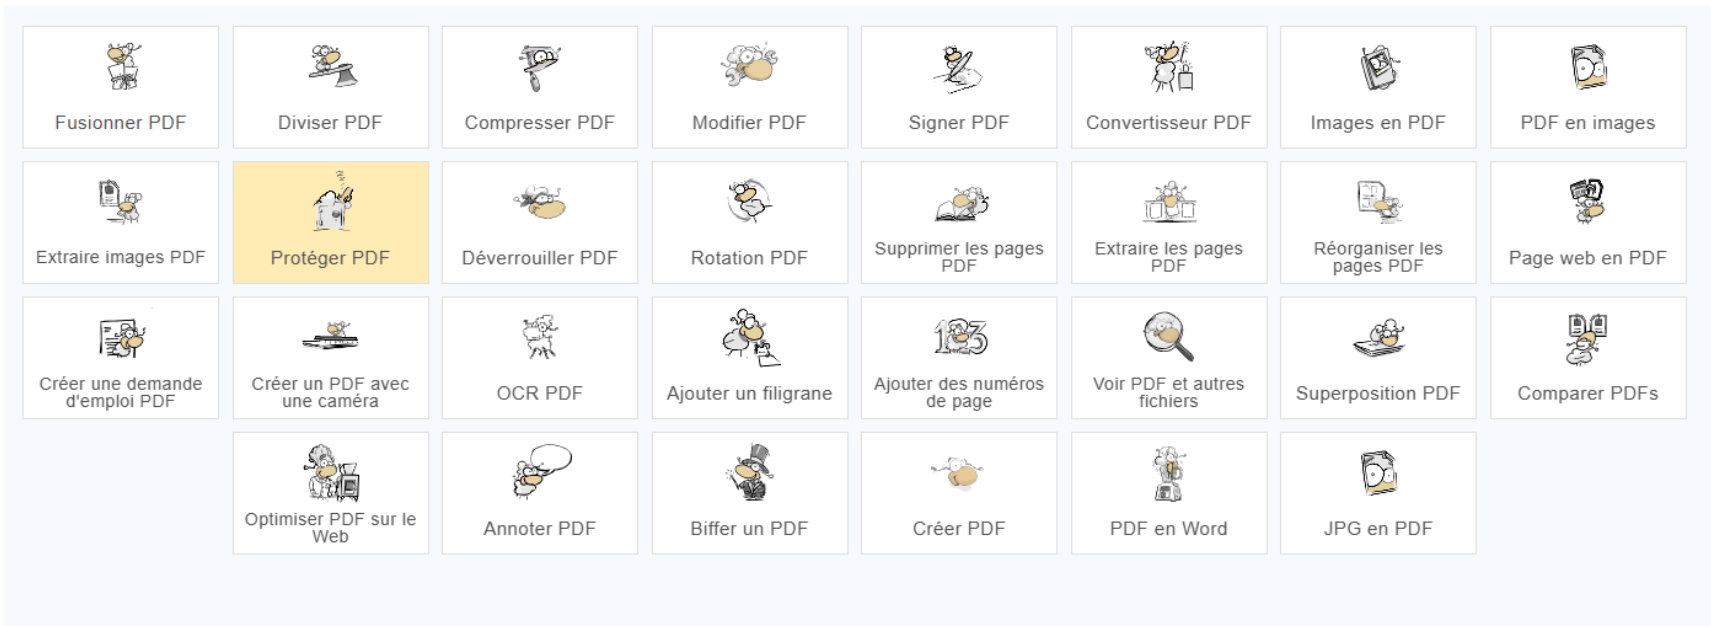 Fusionner PDF
Diviser PDF
Compresser PDF
Modifier PDF
Signer PDF
Convertisseur PDF
Images en PDF
PDF en images
Extraire images PDF
Protéger PDF
Déverrouiller PDF
Rotation PDF
Supprimer les pages
PDF
Extraire les pages
PDF
Réorganiser les
pages PDF
Page web en PDF
Créer une demande
d'emploi PDF
Créer un PDF avec
une caméra
OCR PDF
Ajouter un filigrane
123
Ajouter des numéros
de page
Voir PDF et autres
fichiers
Superposition PDF
Comparer PDFs
Optimiser PDF sur le
Web
Annoter PDF
Biffer un PDF
Créer PDF
PDF en Word
JPG en PDF